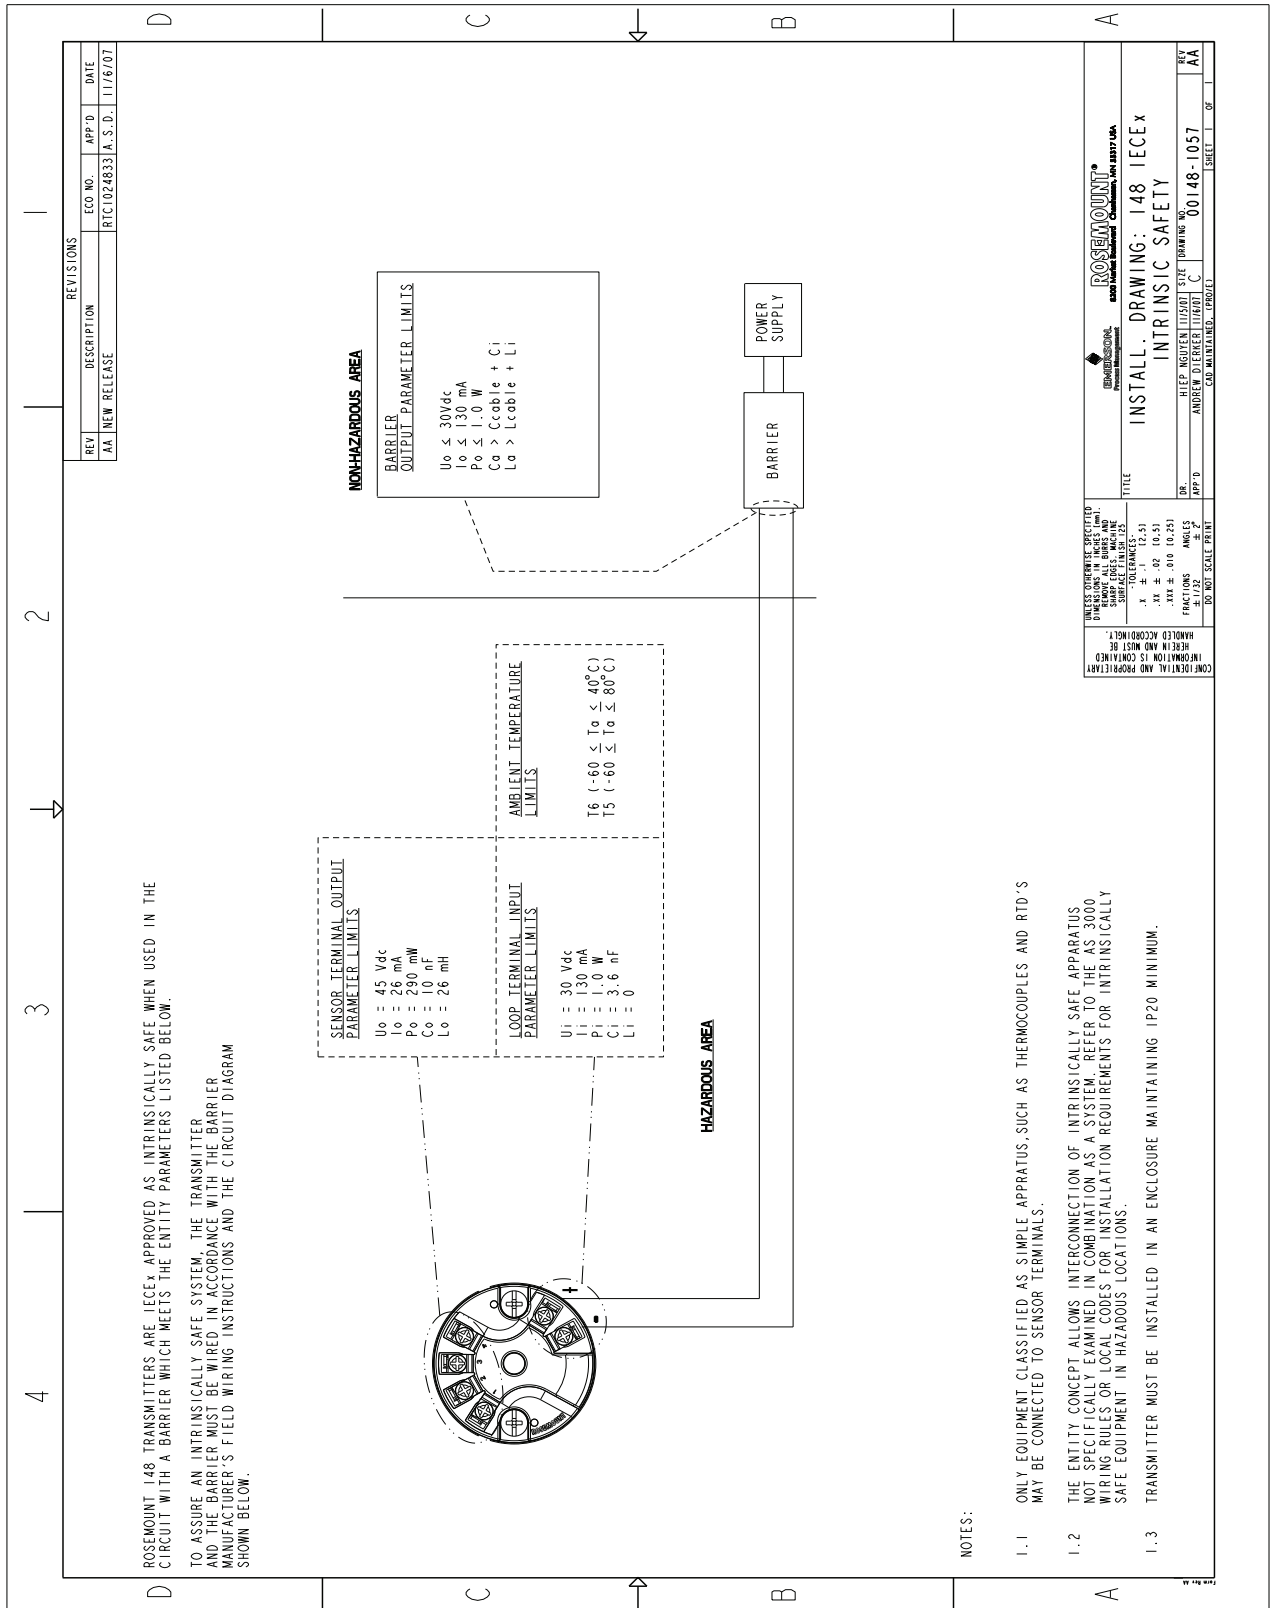 4
3
2
1
D
C
B
A
D
C
B
A
REVISIONS
REV
DESCRIPTION
ECO NO.
APP'D
DATE
AA
NEW RELEASE
RTC1024833
A.S.D.
11/6/07
ROSEMOUNT 148 TRANSMITTERS ARE IECEx APPROVED AS INTRINSICALLY SAFE WHEN USED IN THE
CIRCUIT WITH A BARRIER WHICH MEETS THE ENTITY PARAMETERS LISTED BELOW.
TO ASSURE AN INTRINSICALLY SAFE SYSTEM, THE TRANSMITTER
AND THE BARRIER MUST BE WIRED IN ACCORDANCE WITH THE BARRIER
MANUFACTURER'S FIELD WIRING INSTRUCTIONS AND THE CIRCUIT DIAGRAM
SHOWN BELOW.
SENSOR TERMINAL OUTPUT
PARAMETER LIMITS
Uo = 45 Vdc
Io = 26 mA
Po = 290 mW
Co = 10 nF
Lo = 26 mH
LOOP TERMINAL INPUT
PARAMETER LIMITS
Ui = 30 Vdc
Ii = 130 mA
Pi = 1.0 W
Ci = 3.6 nF
Li = 0
AMBIENT TEMPERATURE
LIMITS
T6 (-60 ≤ Ta ≤ 40°C)
T5 (-60 ≤ Ta ≤ 80°C)
HAZARDOUS AREA
NON-HAZARDOUS AREA
BARRIER
OUTPUT PARAMETER LIMITS
Uo ≤ 30Vdc
Io ≤ 130 mA
Po ≤ 1.0 W
Ca > Ccable + Ci
La > Lcable + Li
1
2
3
4
ROSEMOUNT
+
-
BARRIER
POWER
SUPPLY
NOTES:
1.1 ONLY EQUIPMENT CLASSIFIED AS SIMPLE APPRATUS,SUCH AS THERMOCOUPLES AND RTD'S
MAY BE CONNECTED TO SENSOR TERMINALS.
1.2 THE ENTITY CONCEPT ALLOWS INTERCONNECTION OF INTRINSICALLY SAFE APPARATUS
NOT SPECIFICALLY EXAMINED IN COMBINATION AS A SYSTEM. REFER TO THE AS 3000
WIRING RULES OR LOCAL CODES FOR INSTALLATION REQUIREMENTS FOR INTRINSICALLY
SAFE EQUIPMENT IN HAZADOUS LOCATIONS.
1.3 TRANSMITTER MUST BE INSTALLED IN AN ENCLOSURE MAINTAINING IP20 MINIMUM.
CONFIDENTIAL AND PROPRIETARY
INFORMATION IS CONTAINED
HEREIN AND MUST BE
HANDLED ACCORDINGLY.
UNLESS OTHERWISE SPECIFIED
DIMENSIONS IN INCHES [mm].
REMOVE ALL BURRS AND
SHARP EDGES. MACHINE
SURFACE FINISH 125
-TOLERANCES-
.X ± .1 [2,5]
.XX ± .02 [0,5]
.XXX ± .010 [0,25]
FRACTIONS ANGLES
± 1/32 ± 2°
DO NOT SCALE PRINT
EMERSON.
Process Management
ROSEMOUNT®
8200 Market Boulevard Chanhassen, MN 55317 USA
TITLE
INSTALL. DRAWING: 148 IECEx
INTRINSIC SAFETY
DR.
HIEP NGUYEN
11/5/07
APP'D
ANDREW DIERKER
11/6/07
SIZE
C
DRAWING NO.
00148-1057
REV
AA
CAD MAINTAINED, (PRO/E)
SHEET 1 OF 1
Form Rev AA